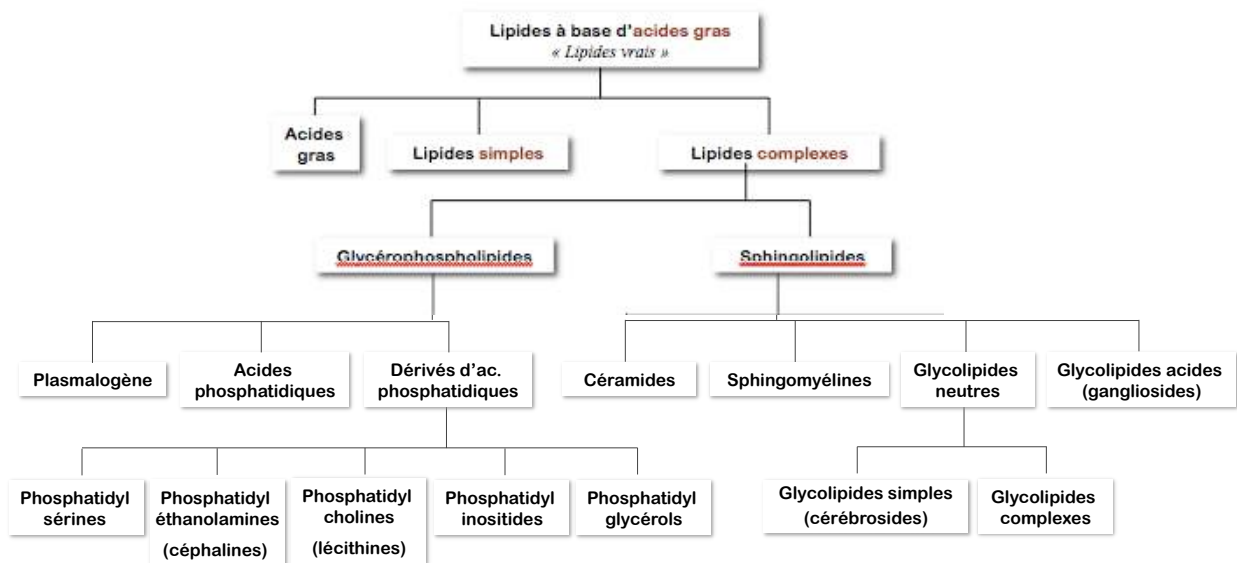 Lipides à base d'acides gras
« Lipides vrais »
Acides
gras
Lipides simples
Lipides complexes
Glycérophospholipides
Sphingolipides
Plasmalogène
Acides
phosphatidiques
Dérivés d'ac.
phosphatidiques
Céramides
Sphingomyélines
Glycolipides
neutres
Glycolipides acides
(gangliosides)
Phosphatidyl
sérines
Phosphatidyl
éthanolamines
(céphalines)
Phosphatidyl
cholines
(lécithines)
Phosphatidyl
inositides
Phosphatidyl
glycérols
Glycolipides simples
(cérébrosides)
Glycolipides
complexes